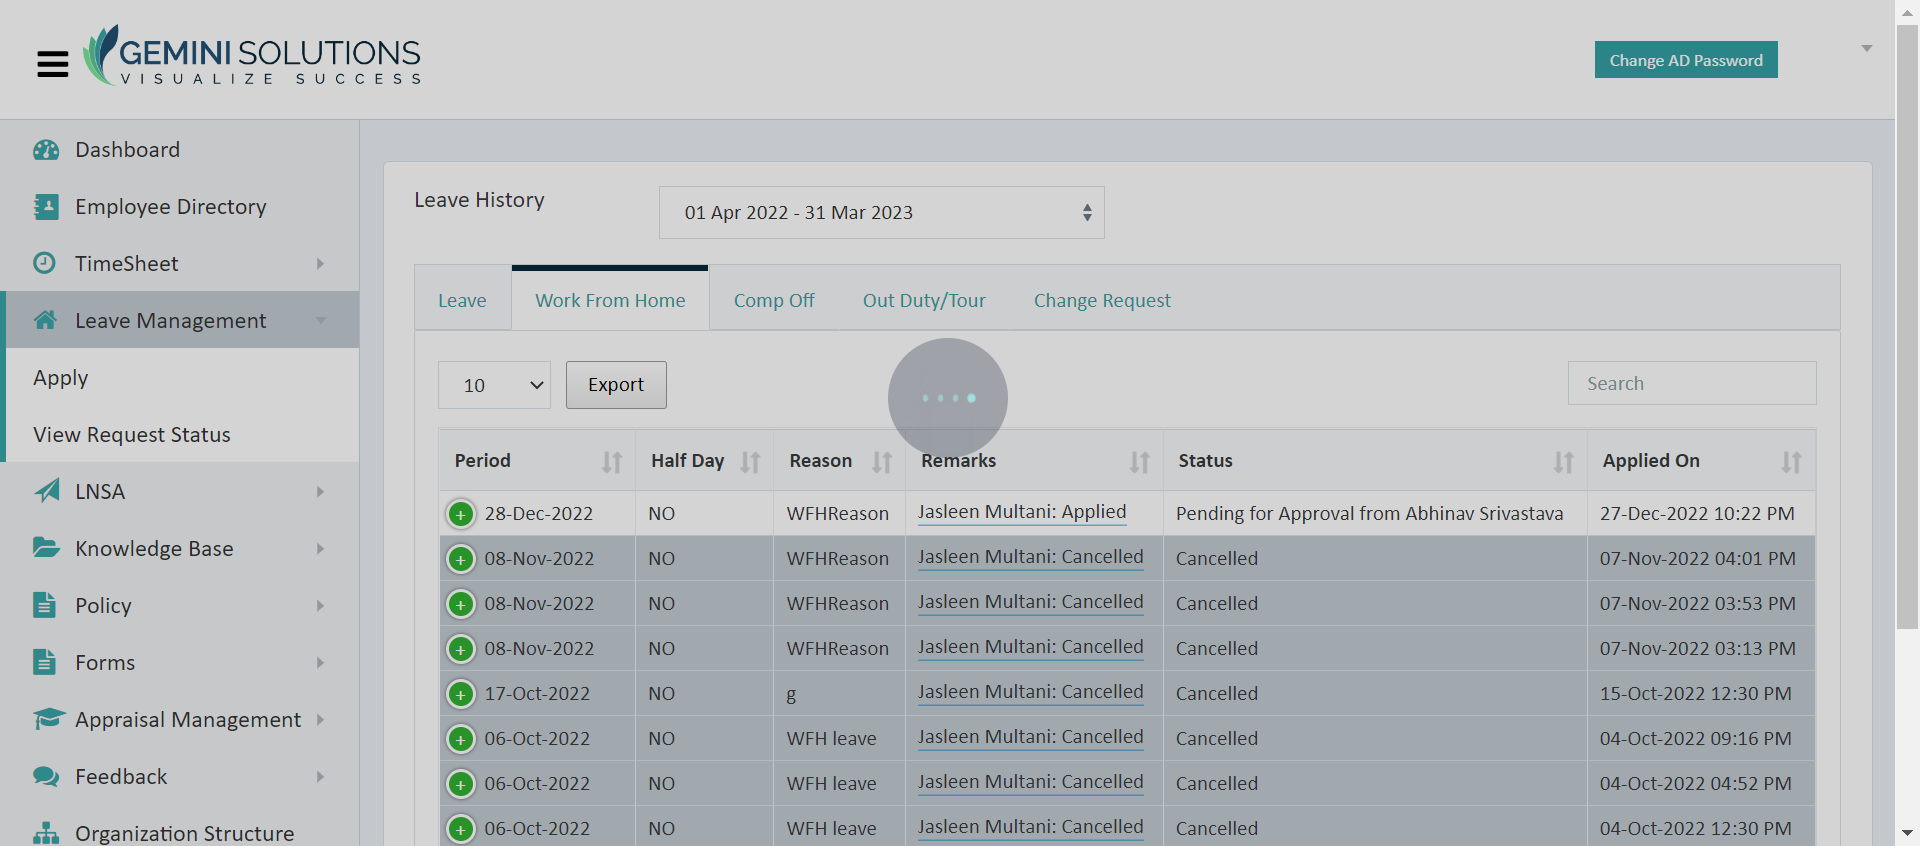 GEMINI SOLUTIONS
VISUALIZE SUCCESS
Change AD Password
Dashboard
Employee Directory
TimeSheet
Leave Management
Apply
View Request Status
LNSA
Knowledge Base
Policy
Forms
Appraisal Management
Feedback
Organization Structure
Leave History
01 Apr 2022 - 31 Mar 2023
Leave Work From Home Comp Off Out Duty/Tour Change Request
10 Export Search
Period Half Day Reason Remarks Status Applied On
28-Dec-2022 NO WFHReason Jasleen Multani: Applied Pending for Approval from Abhinav Srivastava 27-Dec-2022 10:22 PM
08-Nov-2022 NO WFHReason Jasleen Multani: Cancelled Cancelled 07-Nov-2022 04:01 PM
08-Nov-2022 NO WFHReason Jasleen Multani: Cancelled Cancelled 07-Nov-2022 03:53 PM
08-Nov-2022 NO WFHReason Jasleen Multani: Cancelled Cancelled 07-Nov-2022 03:13 PM
17-Oct-2022 NO g Jasleen Multani: Cancelled Cancelled 15-Oct-2022 12:30 PM
06-Oct-2022 NO WFH leave Jasleen Multani: Cancelled Cancelled 04-Oct-2022 09:16 PM
06-Oct-2022 NO WFH leave Jasleen Multani: Cancelled Cancelled 04-Oct-2022 04:52 PM
06-Oct-2022 NO WFH leave Jasleen Multani: Cancelled Cancelled 04-Oct-2022 12:30 PM